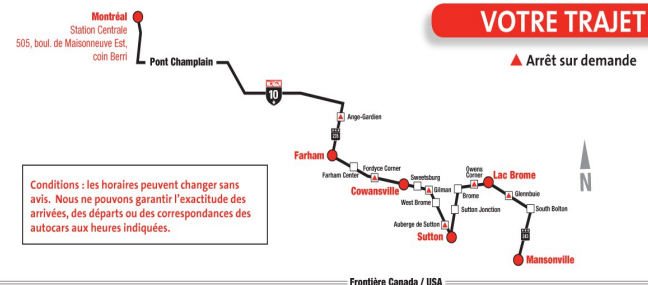 VOTRE TRAJET
Arrêt sur demande
Montréal
Station Centrale
505, boul. de Maisonneuve Est,
coin Berri
Pont Champlain
10
Ange-Gardien
Farham
Farham Center
Fordyce Corner
Cowansville
Sweetsburg
Gilman
West Brome
Auberge de Sutton
Sutton
Sutton Jonction
Brome
Owens
Corner
Lac Brome
Glennbuie
South Bolton
Mansonville
N
Conditions : les horaires peuvent changer sans
avis. Nous ne pouvons garantir l'exactitude des
arrivées, des départs ou des correspondances des
autocars aux heures indiquées.
Frontière Canada / USA